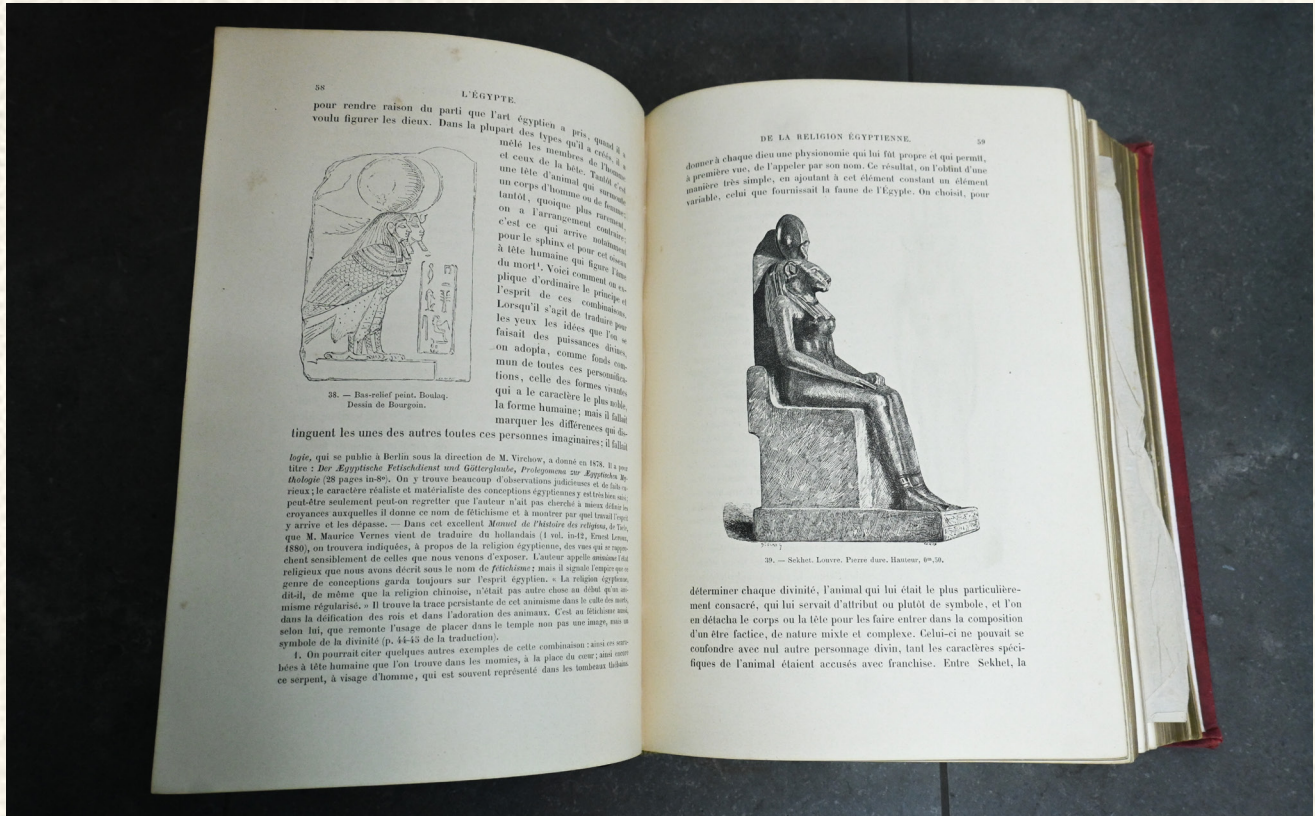 58
L'ÉGYPTE.
pour rendre raison du parti que l'art égyptien a pris, quand il a
voulu figurer les dieux. Dans la plupart des types qu'il a créés, il a
mêlé les membres de l'homme
et ceux de la bête. Tantôt c'est
une tête d'animal qui surmonte
un corps d'homme ou de femme;
tantôt, quoique plus rarement,
on a l'arrangement contraire;
c'est ce qui arrive notamment
pour le sphinx et pour cet oiseau
à tête humaine qui figure l'âme
du mort¹. Voici comment on ex-
plique d'ordinaire le principe et
l'esprit de ces combinaisons.
Lorsqu'il s'agit de traduire pour
les yeux les idées que l'on se
faisait des puissances divines,
on adopta, comme fonds com-
mun de toutes ces personnifica-
tions, celle des formes vivantes
qui a le caractère le plus noble,
la forme humaine; mais il fallait
marquer les différences qui dis-
38. — Bas-relief peint. Boulaq.
Dessin de Bourgoin.
tinguent les unes des autres toutes ces personnes imaginaires; il fallait
logie, qui se publie à Berlin sous la direction de M. Virchow, a donné en 1878. Il a pour
titre : Der Ægyptische Fetischdienst und Götterglaube, Prolegomena zur Ægyptischen My-
thologie (28 pages in-8°). On y trouve beaucoup d'observations judicieuses et de faits cu-
rieux; le caractère réaliste et matérialiste des conceptions égyptiennes y est très bien saisi;
peut-être seulement peut-on regretter que l'auteur n'ait pas cherché à mieux définir les
croyances auxquelles il donne ce nom de fétichisme et à montrer par quel travail l'esprit
y arrive et les dépasse. — Dans cet excellent Manuel de l'histoire des religions, de Tiele,
que M. Maurice Vernes vient de traduire du hollandais (1 vol. in-12, Ernest Leroux,
1880), on trouvera indiquées, à propos de la religion égyptienne, des vues qui se rappro-
chent sensiblement de celles que nous venons d'exposer. L'auteur appelle animisme l'état
religieux que nous avons décrit sous le nom de fétichisme; mais il signale l'empire que ce
genre de conceptions garda toujours sur l'esprit égyptien. « La religion égyptienne,
dit-il, de même que la religion chinoise, n'était pas autre chose au début qu'un ani-
misme régularisé. » Il trouve la trace persistante de cet animisme dans le culte des morts,
dans la déification des rois et dans l'adoration des animaux. C'est au fétichisme aussi,
selon lui, que remonte l'usage de placer dans le temple non pas une image, mais un
symbole de la divinité (p. 44-45 de la traduction).
1. On pourrait citer quelques autres exemples de cette combinaison : ainsi ces scara-
bées à tête humaine que l'on trouve dans les momies, à la place du cœur; ainsi encore
ce serpent, à visage d'homme, qui est souvent représenté dans les tombeaux thébains.
DE LA RELIGION ÉGYPTIENNE.
59
donner à chaque dieu une physionomie qui lui fût propre et qui permît,
à première vue, de l'appeler par son nom. Ce résultat, on l'obtint d'une
manière très simple, en ajoutant à cet élément constant un élément
variable, celui que fournissait la faune de l'Égypte. On choisit, pour
39. — Sekhet. Louvre. Pierre dure. Hauteur, 0ᵐ,50.
déterminer chaque divinité, l'animal qui lui était le plus particulière-
ment consacré, qui lui servait d'attribut ou plutôt de symbole, et l'on
en détacha le corps ou la tête pour les faire entrer dans la composition
d'un être factice, de nature mixte et complexe. Celui-ci ne pouvait se
confondre avec nul autre personnage divin, tant les caractères spéci-
fiques de l'animal étaient accusés avec franchise. Entre Sekhet, la